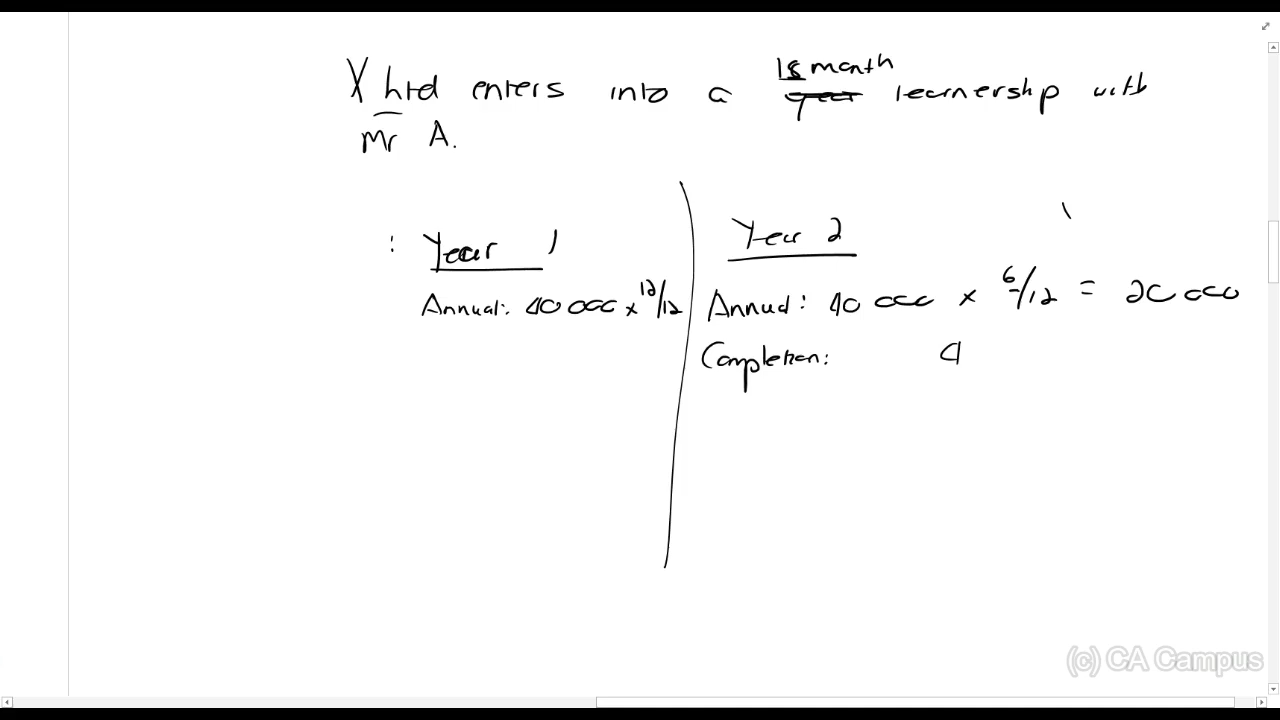 18 month
X Ltd enters into a year learnership with
Mr A.
: Year 1
Annual: 40 000 x 12/12
Year 2
Annual: 40 000 x 6/12 = 20 000
Completion:
(c) CA Campus